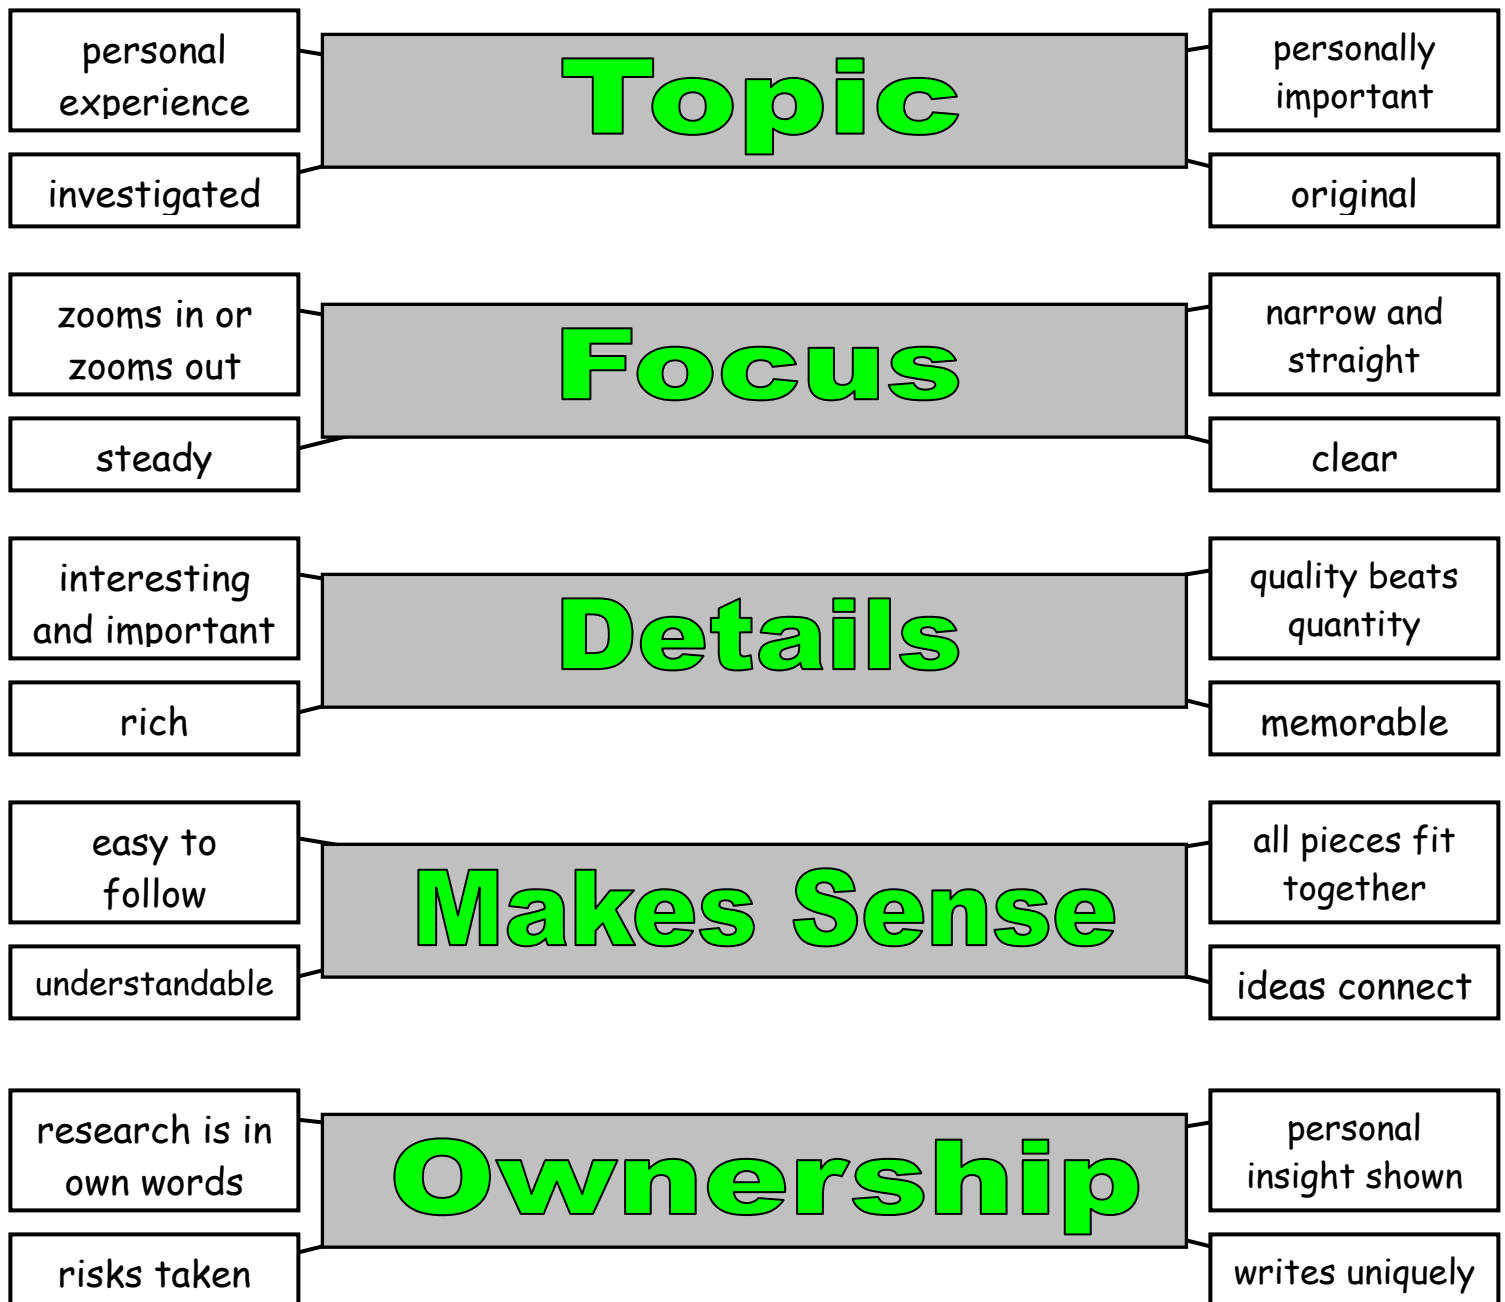 personal
experience
investigated
Topic
personally
important
original
zooms in or
zooms out
steady
Focus
narrow and
straight
clear
interesting
and important
rich
Details
quality beats
quantity
memorable
easy to
follow
understandable
Makes Sense
all pieces fit
together
ideas connect
research is in
own words
risks taken
Ownership
personal
insight shown
writes uniquely